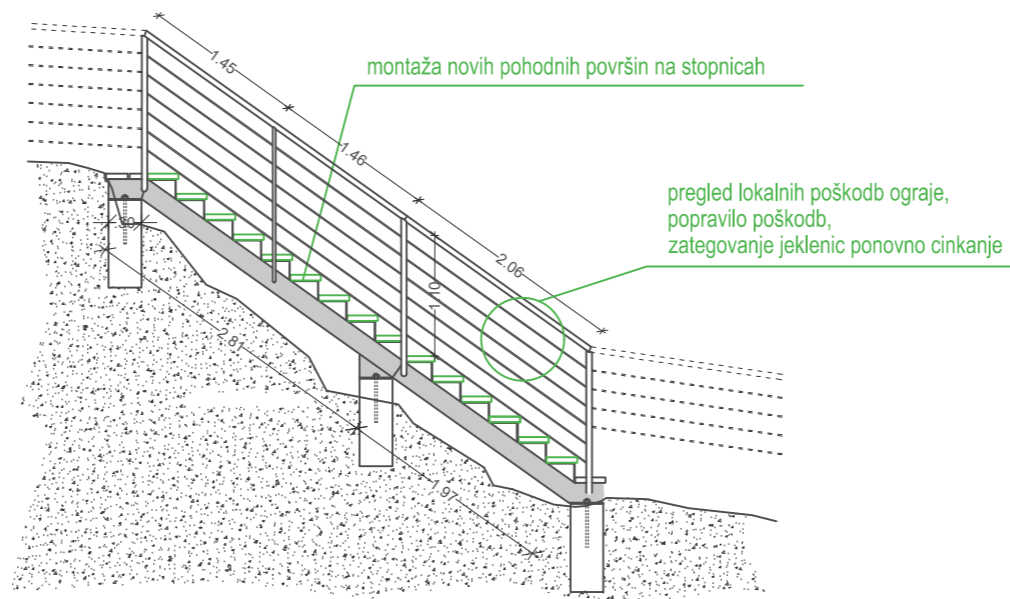 1.45
montaža novih pohodnih površin na stopnicah
1.46
pregled lokalnih poškodb ograje,
popravilo poškodb,
zategovanje jeklenic ponovno cinkanje
2.06
1.10
2.81
1.97